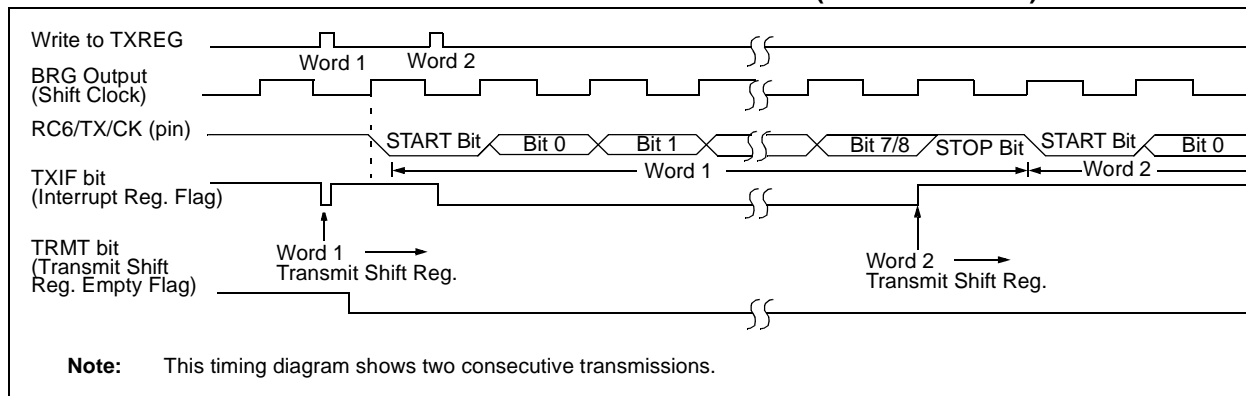 Write to TXREG
Word 1
Word 2
BRG Output
(Shift Clock)
RC6/TX/CK (pin)
START Bit
Bit 0
Bit 1
Bit 7/8
STOP Bit
START Bit
Bit 0
Word 1
Word 2
TXIF bit
(Interrupt Reg. Flag)
Word 1
Transmit Shift Reg.
Word 2
Transmit Shift Reg.
TRMT bit
(Transmit Shift
Reg. Empty Flag)
Note: This timing diagram shows two consecutive transmissions.